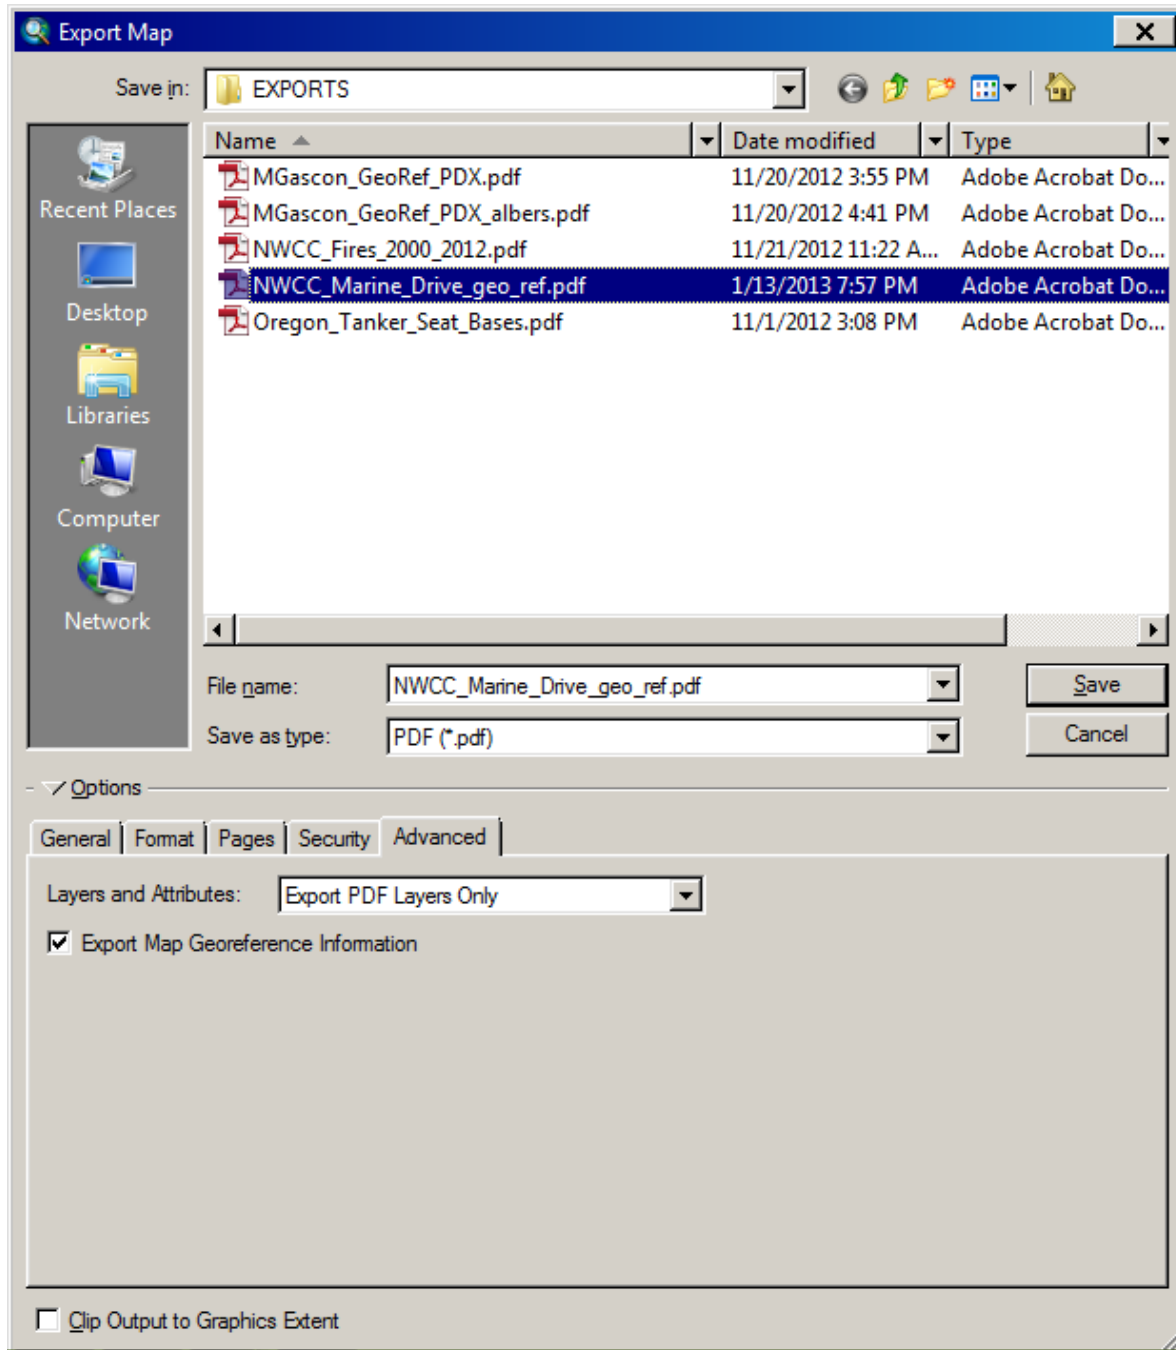 Export Map
Save in: EXPORTS
Name Date modified Type
MGascon_GeoRef_PDX.pdf 11/20/2012 3:55 PM Adobe Acrobat Do...
MGascon_GeoRef_PDX_albers.pdf 11/20/2012 4:41 PM Adobe Acrobat Do...
NWCC_Fires_2000_2012.pdf 11/21/2012 11:22 A... Adobe Acrobat Do...
NWCC_Marine_Drive_geo_ref.pdf 1/13/2013 7:57 PM Adobe Acrobat Do...
Oregon_Tanker_Seat_Bases.pdf 11/1/2012 3:08 PM Adobe Acrobat Do...
Recent Places
Desktop
Libraries
Computer
Network
File name: NWCC_Marine_Drive_geo_ref.pdf Save
Save as type: PDF (*.pdf) Cancel
Options
General Format Pages Security Advanced
Layers and Attributes: Export PDF Layers Only
Export Map Georeference Information
Clip Output to Graphics Extent